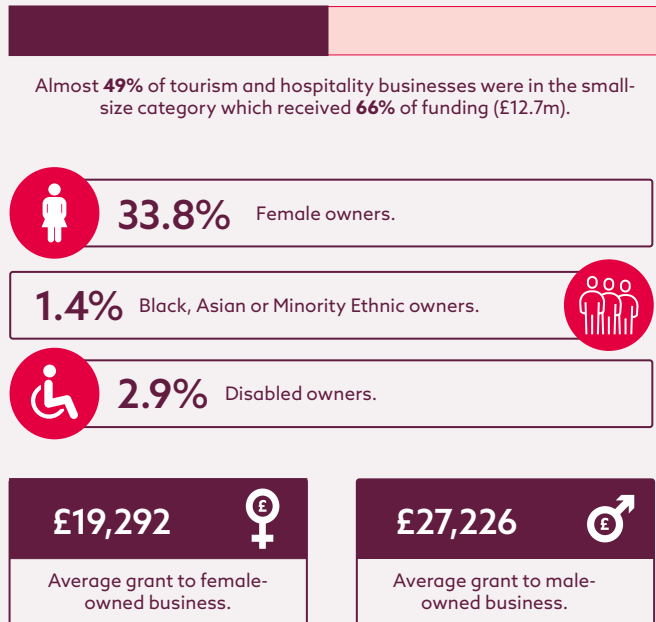 Almost 49% of tourism and hospitality businesses were in the small-
size category which received 66% of funding (£12.7m).
33.8% Female owners.
1.4% Black, Asian or Minority Ethnic owners.
2.9% Disabled owners.
£19,292 £
Average grant to female-
owned business.
£27,226 £
Average grant to male-
owned business.